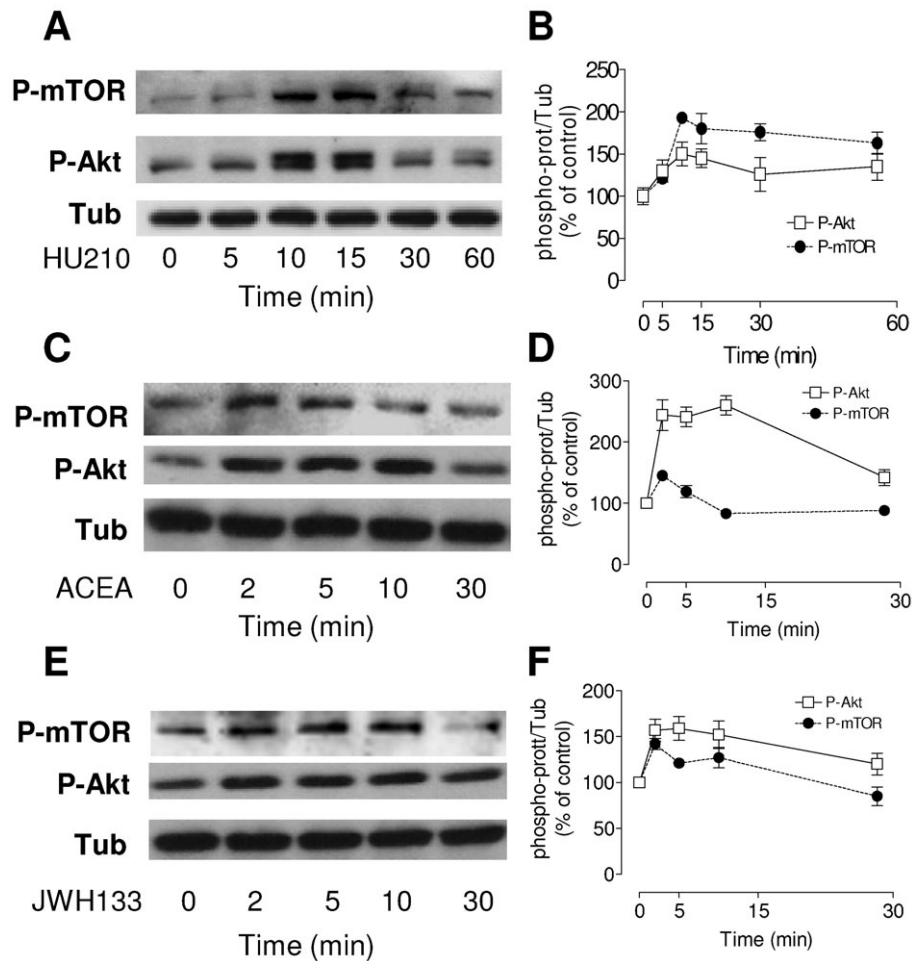 A
P-mTOR
P-Akt
Tub
HU210 0 5 10 15 30 60
Time (min)
B
phospho-prot/Tub
(% of control)
250
200
150
100
50
0
P-Akt
P-mTOR
0 5 15 30 60
Time (min)
C
P-mTOR
P-Akt
Tub
ACEA 0 2 5 10 30
Time (min)
D
phospho-prot/Tub
(% of control)
300
200
100
0
P-Akt
P-mTOR
0 5 15 30
Time (min)
E
P-mTOR
P-Akt
Tub
JWH133 0 2 5 10 30
Time (min)
F
phospho-prott/Tub
(% of control)
200
150
100
50
0
P-Akt
P-mTOR
0 5 15 30
Time (min)